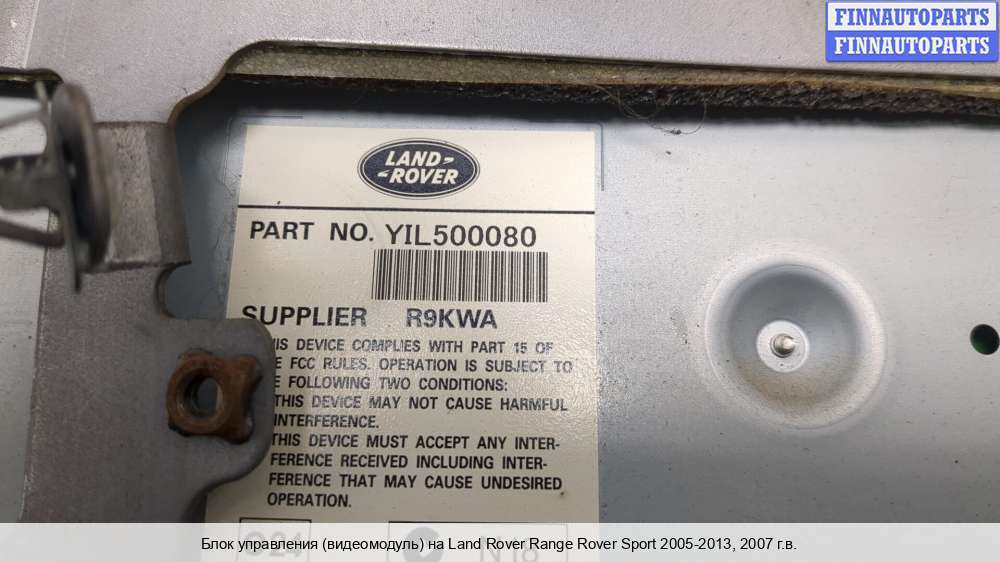 FINNAUTOPARTS
FINNAUTOPARTS
LAND-
-ROVER
PART NO. YIL500080
SUPPLIER R9KWA
DEVICE COMPLIES WITH PART 15 OF
FCC RULES. OPERATION IS SUBJECT TO
FOLLOWING TWO CONDITIONS:
THIS DEVICE MAY NOT CAUSE HARMFUL
INTERFERENCE.
THIS DEVICE MUST ACCEPT ANY INTER-
FERENCE RECEIVED INCLUDING INTER-
FERENCE THAT MAY CAUSE UNDESIRED
OPERATION.
Блок управления (видеомодуль) на Land Rover Range Rover Sport 2005-2013, 2007 г.в.